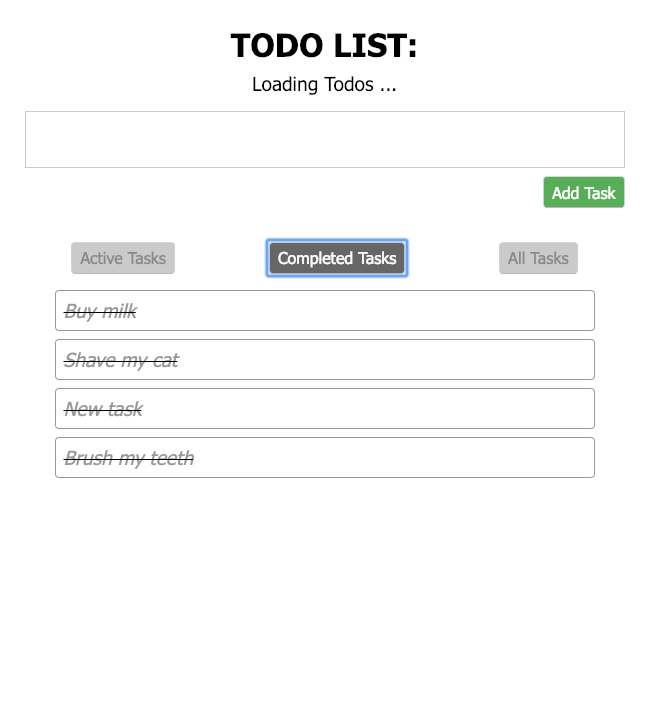 TODO LIST:
Loading Todos ...
Add Task
Active Tasks Completed Tasks All Tasks
Buy milk
Shave my cat
New task
Brush my teeth